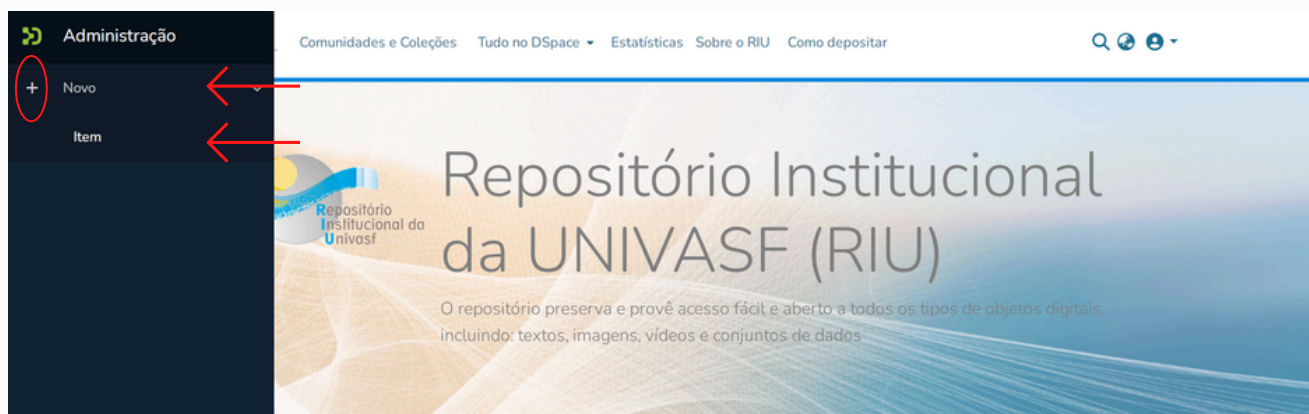 Administração
Comunidades e Coleções Tudo no DSpace Estatísticas Sobre o RIU Como depositar
Novo
Item
Repositório
Institucional da
Univasf
Repositório Institucional
da UNIVASF (RIU)
O repositório preserva e provê acesso fácil e aberto a todos os tipos de objetos digitais,
incluindo: textos, imagens, vídeos e conjuntos de dados